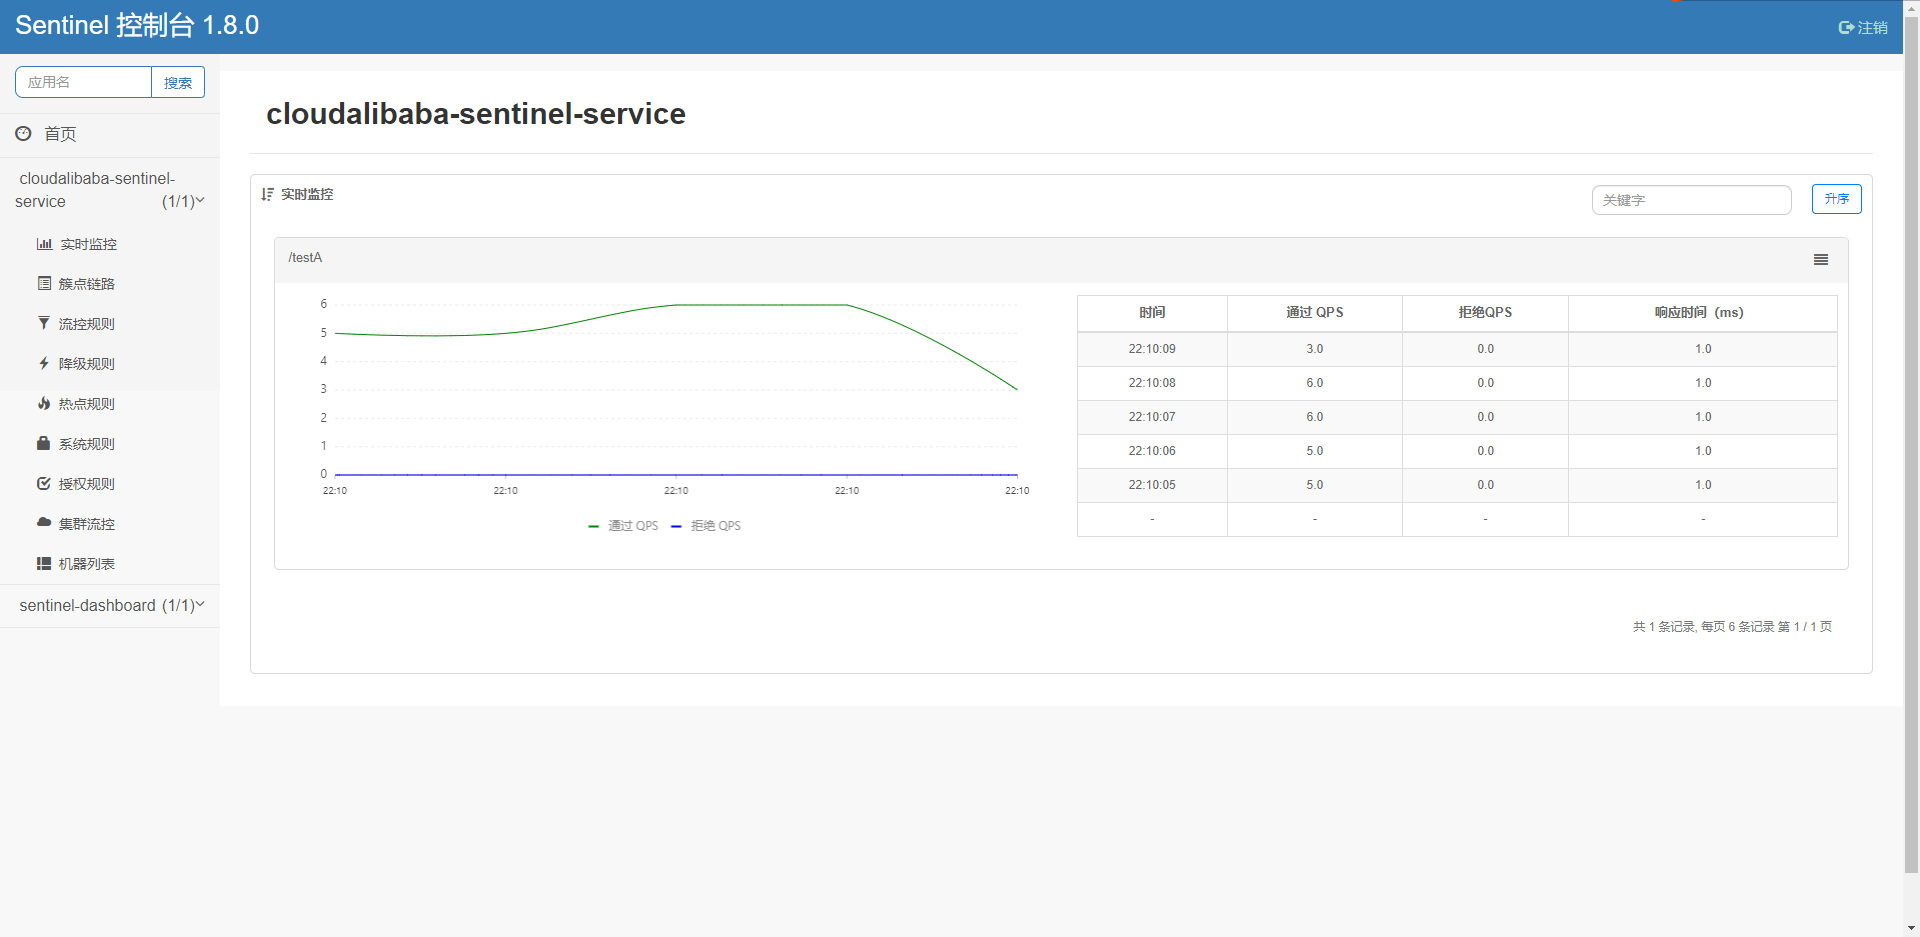 Sentinel 控制台 1.8.0
注销
应用名 搜索
首页
cloudalibaba-sentinel-
service (1/1)
实时监控
簇点链路
流控规则
降级规则
热点规则
系统规则
授权规则
集群流控
机器列表
sentinel-dashboard (1/1)
cloudalibaba-sentinel-service
实时监控
关键字 升序
/testA
6
5
4
3
2
1
0
22:10 22:10 22:10 22:10 22:10
通过 QPS 拒绝 QPS
时间 通过 QPS 拒绝QPS 响应时间（ms）
22:10:09 3.0 0.0 1.0
22:10:08 6.0 0.0 1.0
22:10:07 6.0 0.0 1.0
22:10:06 5.0 0.0 1.0
22:10:05 5.0 0.0 1.0
- - - -
共 1 条记录, 每页 6 条记录 第 1 / 1 页